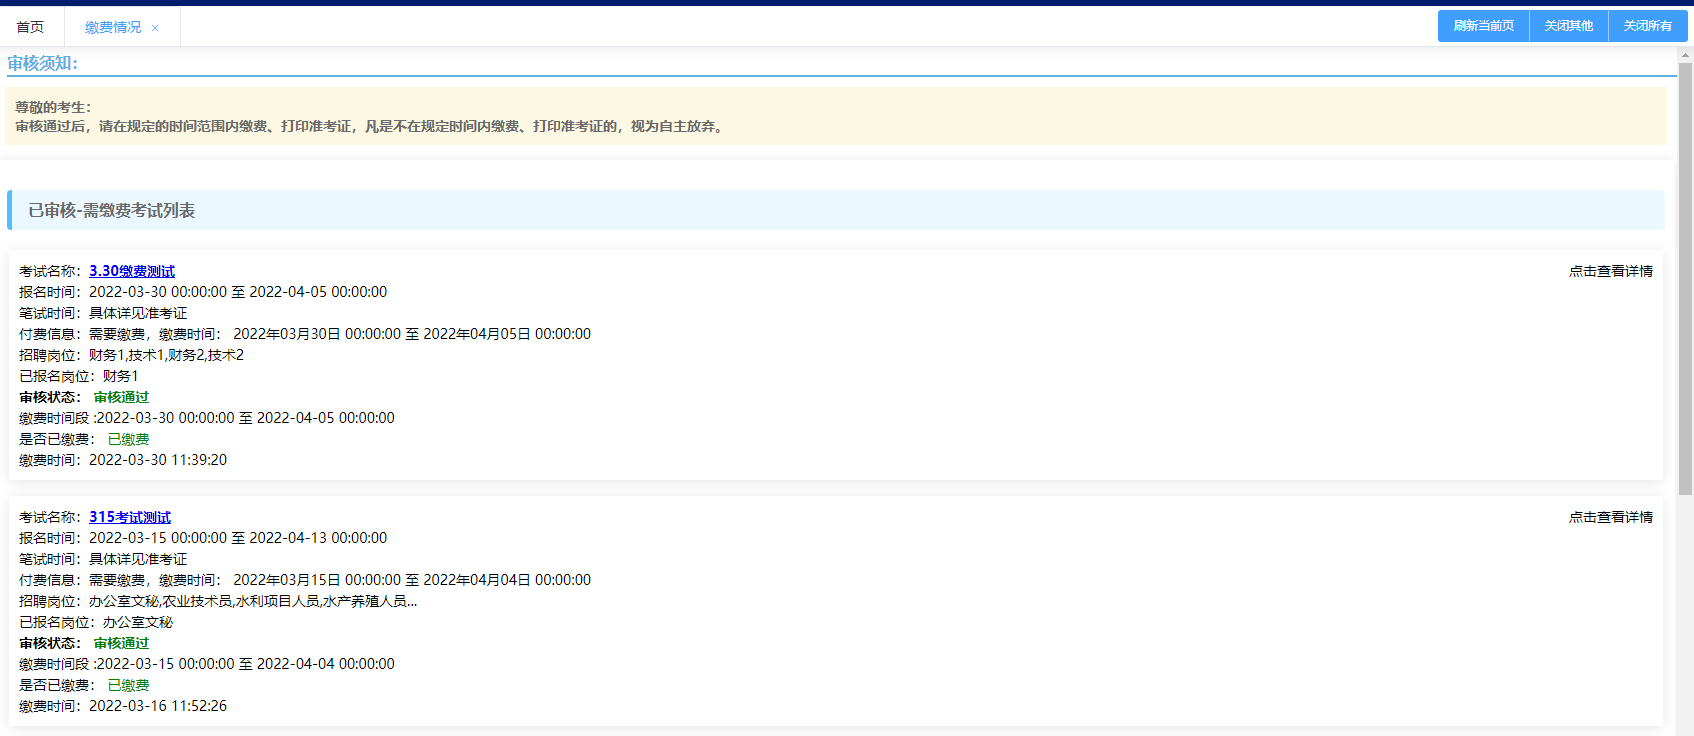 首页
缴费情况 ×
刷新当前页 关闭其他 关闭所有
审核须知：
尊敬的考生：
审核通过后，请在规定的时间范围内缴费、打印准考证，凡是不在规定时间内缴费、打印准考证的，视为自主放弃。
已审核-需缴费考试列表
考试名称：3.30缴费测试
点击查看详情
报名时间：2022-03-30 00:00:00 至 2022-04-05 00:00:00
笔试时间：具体详见准考证
付费信息：需要缴费，缴费时间： 2022年03月30日 00:00:00 至 2022年04月05日 00:00:00
招聘岗位：财务1,技术1,财务2,技术2
已报名岗位：财务1
审核状态： 审核通过
缴费时间段 :2022-03-30 00:00:00 至 2022-04-05 00:00:00
是否已缴费： 已缴费
缴费时间：2022-03-30 11:39:20
考试名称：315考试测试
点击查看详情
报名时间：2022-03-15 00:00:00 至 2022-04-13 00:00:00
笔试时间：具体详见准考证
付费信息：需要缴费，缴费时间： 2022年03月15日 00:00:00 至 2022年04月04日 00:00:00
招聘岗位：办公室文秘,农业技术员,水利项目人员,水产养殖人员...
已报名岗位：办公室文秘
审核状态： 审核通过
缴费时间段 :2022-03-15 00:00:00 至 2022-04-04 00:00:00
是否已缴费： 已缴费
缴费时间：2022-03-16 11:52:26